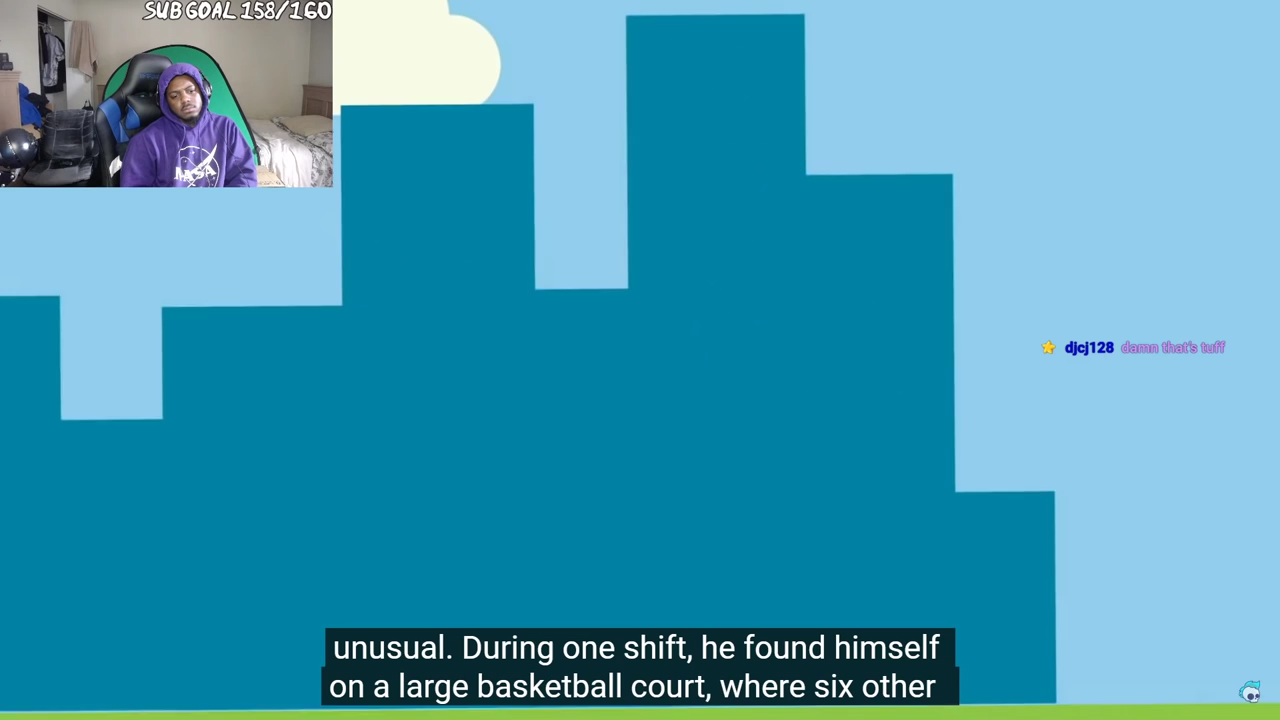 SUB GOAL 158/160
NASA
djcj128 damn that's tuff
unusual. During one shift, he found himself
on a large basketball court, where six other